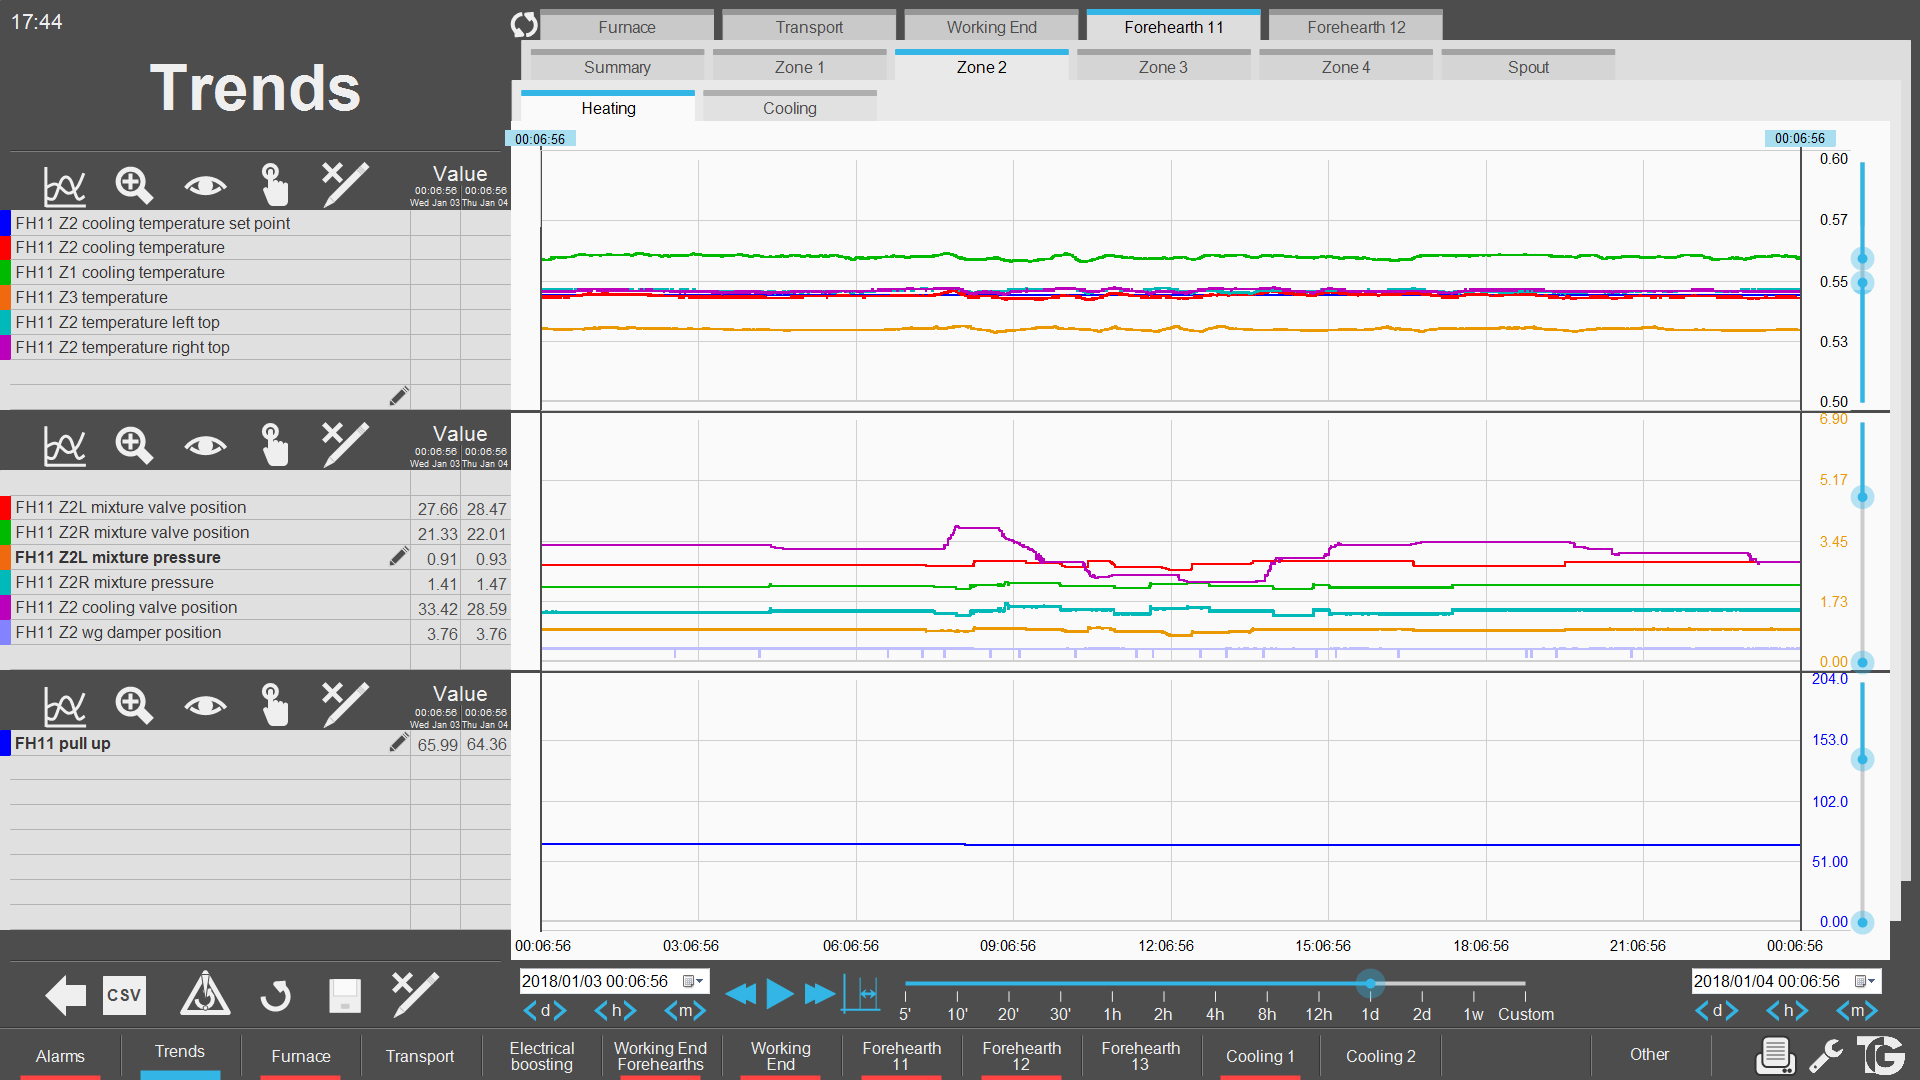 17:44
Trends
Furnace Transport Working End Forehearth 11 Forehearth 12
Summary Zone 1 Zone 2 Zone 3 Zone 4 Spout
Heating Cooling
00:06:56 00:06:56
Value
00:06:56 00:06:56
Wed Jan 03 Thu Jan 04
FH11 Z2 cooling temperature set point
FH11 Z2 cooling temperature
FH11 Z1 cooling temperature
FH11 Z3 temperature
FH11 Z2 temperature left top
FH11 Z2 temperature right top
0.60
0.57
0.55
0.53
0.50
Value
00:06:56 00:06:56
Wed Jan 03 Thu Jan 04
FH11 Z2L mixture valve position 27.66 28.47
FH11 Z2R mixture valve position 21.33 22.01
FH11 Z2L mixture pressure 0.91 0.93
FH11 Z2R mixture pressure 1.41 1.47
FH11 Z2 cooling valve position 33.42 28.59
FH11 Z2 wg damper position 3.76 3.76
6.90
5.17
3.45
1.73
0.00
Value
00:06:56 00:06:56
Wed Jan 03 Thu Jan 04
FH11 pull up 65.99 64.36
204.0
153.0
102.0
51.00
0.00
00:06:56 03:06:56 06:06:56 09:06:56 12:06:56 15:06:56 18:06:56 21:06:56 00:06:56
CSV
2018/01/03 00:06:56
d h m
5' 10' 20' 30' 1h 2h 4h 8h 12h 1d 2d 1w Custom
2018/01/04 00:06:56
d h m
Alarms
Trends
Furnace
Transport
Electrical
boosting
Working End
Forehearths
Working
End
Forehearth
11
Forehearth
12
Forehearth
13
Cooling 1
Cooling 2
Other
TG